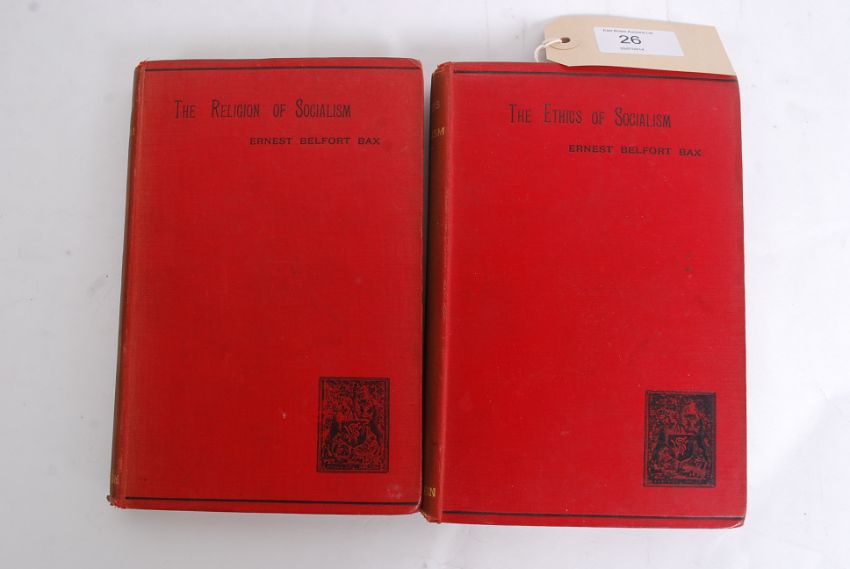 THE RELIGION OF SOCIALISM
ERNEST BELFORT BAX
26
THE ETHICS OF SOCIALISM
ERNEST BELFORT BAX